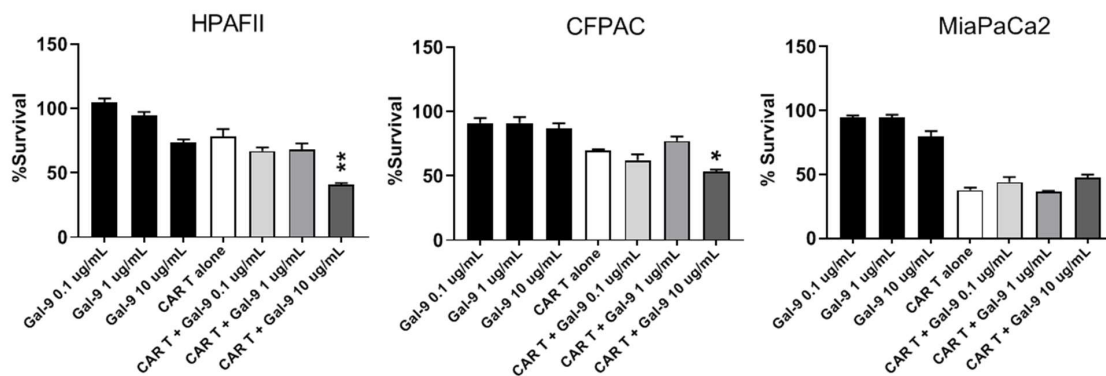 HPAFII
150
100
50
0
%Survival
**
Gal-9 0.1 ug/mL
Gal-9 1 ug/mL
Gal-9 10 ug/mL
CAR T alone
CAR T + Gal-9 0.1 ug/mL
CAR T + Gal-9 1 ug/mL
CAR T + Gal-9 10 ug/mL
CFPAC
150
100
50
0
%Survival
*
Gal-9 0.1 ug/mL
Gal-9 1 ug/mL
Gal-9 10 ug/mL
CAR T alone
CAR T + Gal-9 0.1 ug/mL
CAR T + Gal-9 1 ug/mL
CAR T + Gal-9 10 ug/mL
MiaPaCa2
150
100
50
0
% Survival
Gal-9 0.1 ug/mL
Gal-9 1 ug/mL
Gal-9 10 ug/mL
CAR T alone
CAR T + Gal-9 0.1 ug/mL
CAR T + Gal-9 1 ug/mL
CAR T + Gal-9 10 ug/mL